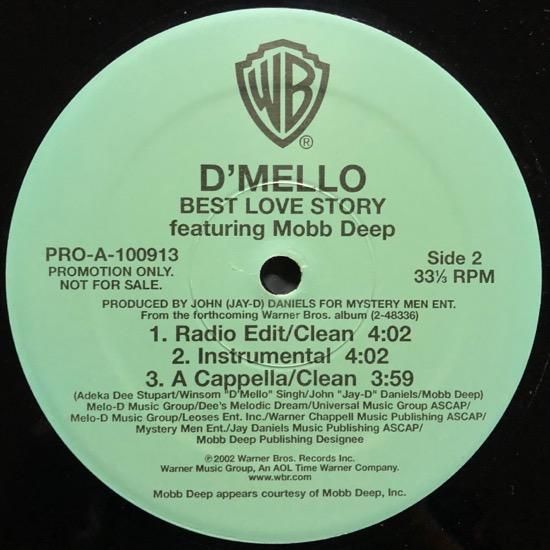 WB
®
D'MELLO
BEST LOVE STORY
featuring Mobb Deep
PRO-A-100913
PROMOTION ONLY.
NOT FOR SALE.
Side 2
33⅓ RPM
PRODUCED BY JOHN (JAY-D) DANIELS FOR MYSTERY MEN ENT.
From the forthcoming Warner Bros. album (2-48336)
1. Radio Edit/Clean 4:02
2. Instrumental 4:02
3. A Cappella/Clean 3:59
(Adeka Dee Stupart/Winsom "D'Mello" Singh/John "Jay-D" Daniels/Mobb Deep)
Melo-D Music Group/Dee's Melodic Dream/Universal Music Group ASCAP/
Melo-D Music Group/Leoses Ent. Inc./Warner Chappell Music Publishing ASCAP/
Mystery Men Ent./Jay Daniels Music Publishing ASCAP/
Mobb Deep Publishing Designee
℗2002 Warner Bros. Records Inc.
Warner Music Group, An AOL Time Warner Company.
www.wbr.com
Mobb Deep appears courtesy of Mobb Deep, Inc.